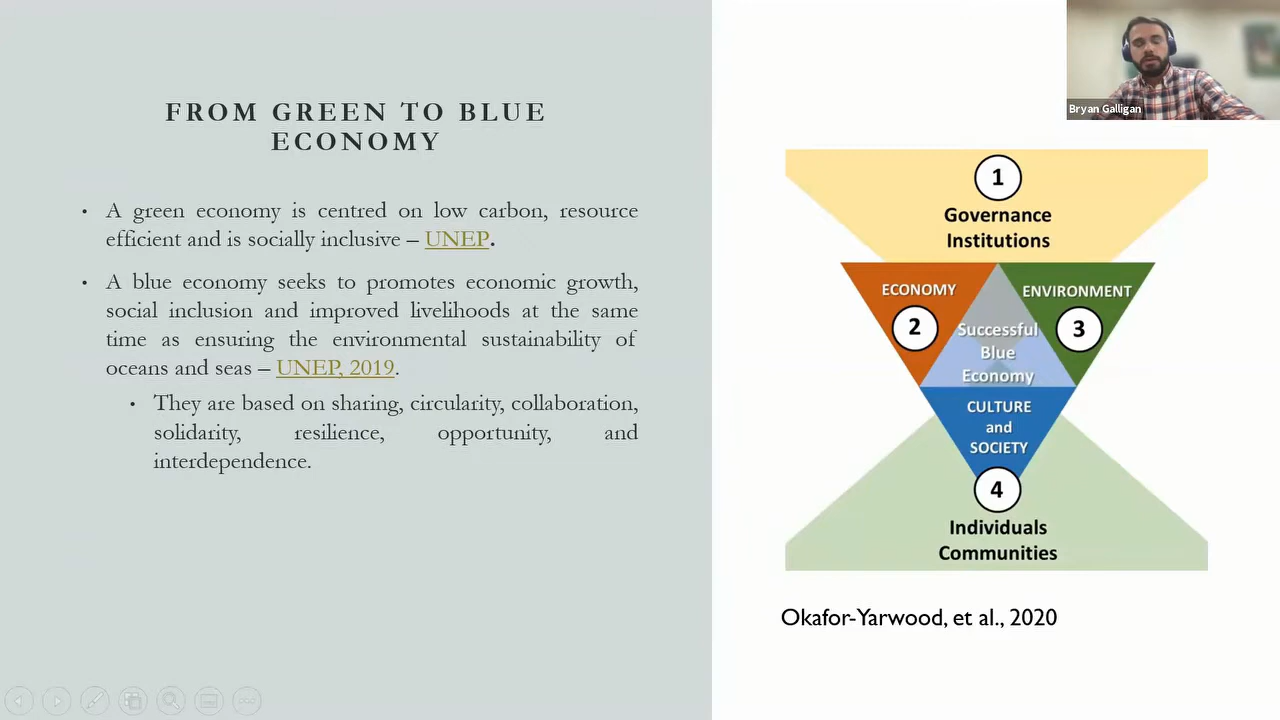 FROM GREEN TO BLUE
ECONOMY
• A green economy is centred on low carbon, resource
efficient and is socially inclusive – UNEP.
• A blue economy seeks to promotes economic growth,
social inclusion and improved livelihoods at the same
time as ensuring the environmental sustainability of
oceans and seas – UNEP, 2019.
• They are based on sharing, circularity, collaboration,
solidarity, resilience, opportunity, and
interdependence.
Bryan Galligan
1
Governance
Institutions
ECONOMY
2
ENVIRONMENT
3
Successful
Blue
Economy
CULTURE
and
SOCIETY
4
Individuals
Communities
Okafor-Yarwood, et al., 2020